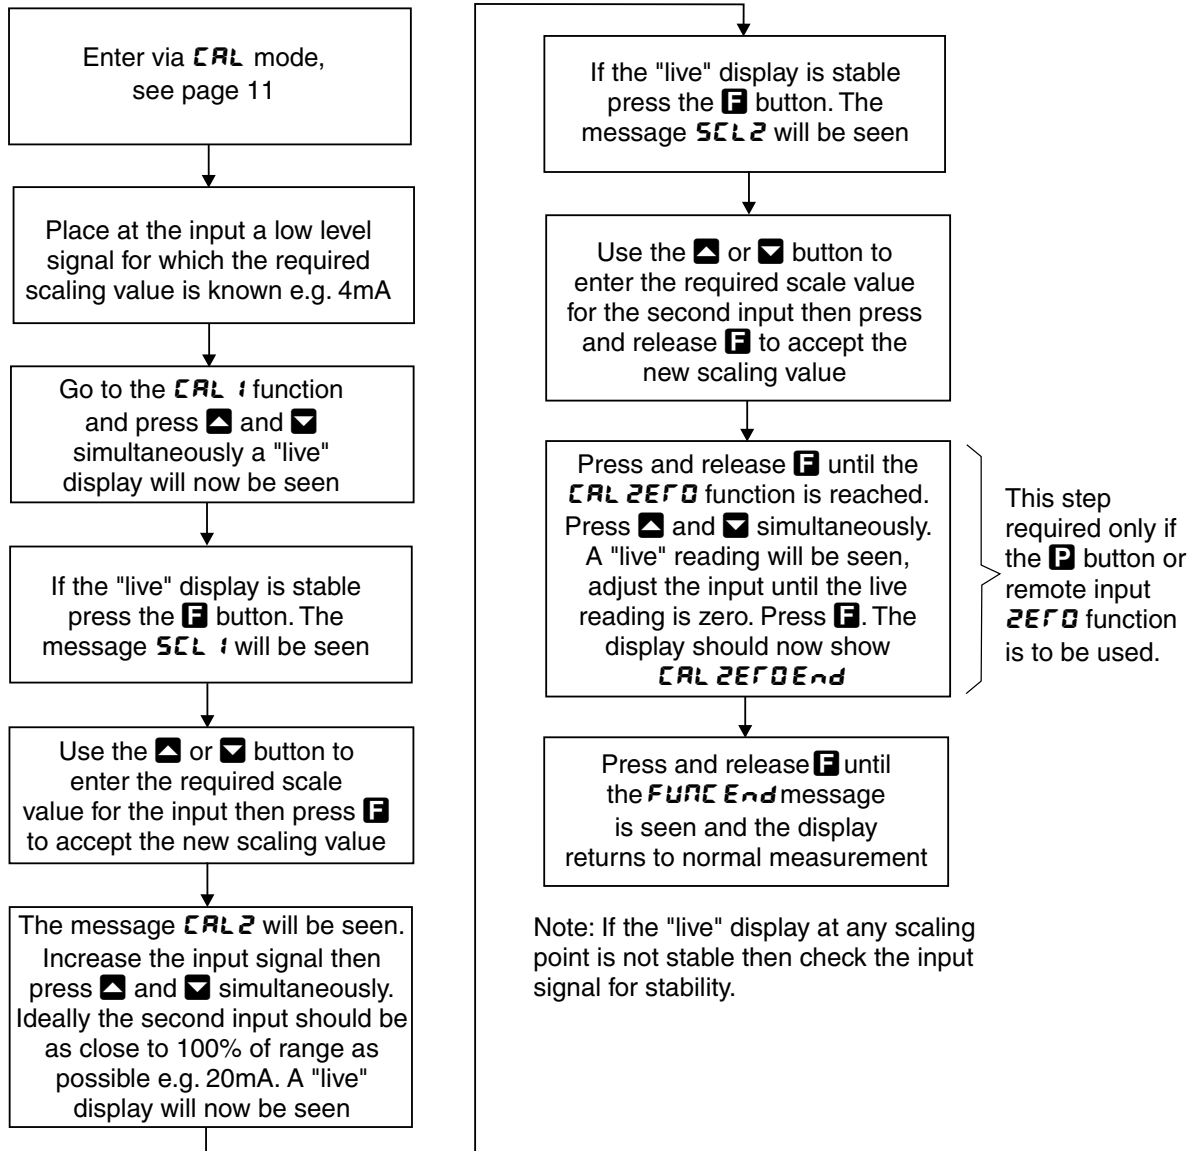 Enter via CAL mode,
see page 11
Place at the input a low level
signal for which the required
scaling value is known e.g. 4mA
Go to the CAL 1 function
and press ▲ and ▼
simultaneously a "live"
display will now be seen
If the "live" display is stable
press the F button. The
message SCL 1 will be seen
Use the ▲ or ▼ button to
enter the required scale
value for the input then press F
to accept the new scaling value
The message CAL2 will be seen.
Increase the input signal then
press ▲ and ▼ simultaneously.
Ideally the second input should be
as close to 100% of range as
possible e.g. 20mA. A "live"
display will now be seen
If the "live" display is stable
press the F button. The
message SCL2 will be seen
Use the ▲ or ▼ button to
enter the required scale value
for the second input then press
and release F to accept the
new scaling value
Press and release F until the
CAL ZERO function is reached.
Press ▲ and ▼ simultaneously.
A "live" reading will be seen,
adjust the input until the live
reading is zero. Press F. The
display should now show
CAL ZERO End
This step
required only if
the P button or
remote input
ZERO function
is to be used.
Press and release F until
the FUNC End message
is seen and the display
returns to normal measurement
Note: If the "live" display at any scaling
point is not stable then check the input
signal for stability.